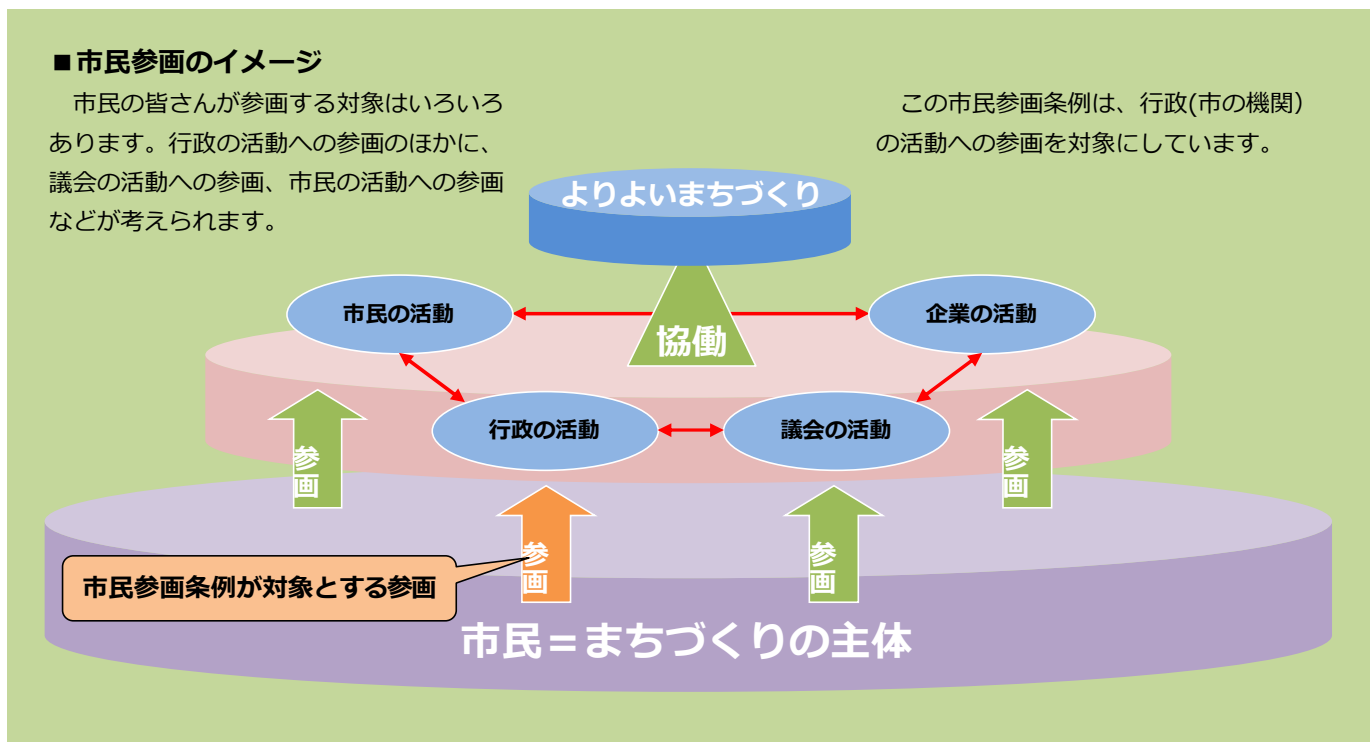 ■市民参画のイメージ
市民の皆さんが参画する対象はいろいろ
あります。行政の活動への参画のほかに、
議会の活動への参画、市民の活動への参画
などが考えられます。
この市民参画条例は、行政(市の機関）
の活動への参画を対象にしています。
よりよいまちづくり
市民の活動
企業の活動
協働
行政の活動
議会の活動
参画
参画
参画
参画
市民参画条例が対象とする参画
市民＝まちづくりの主体